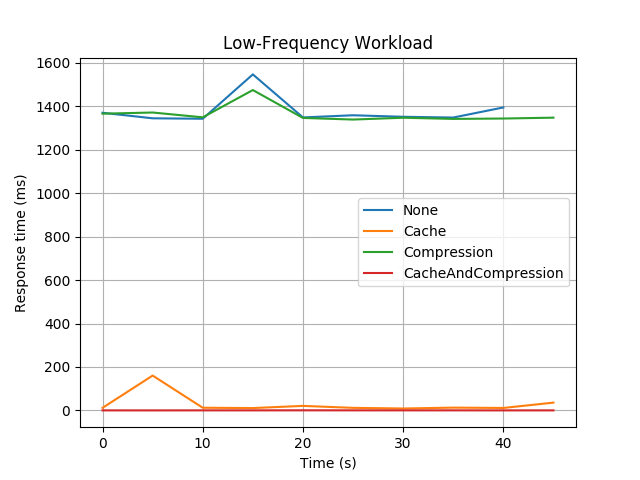 Low-Frequency Workload
Response time (ms)
1600
1400
1200
1000
800
600
400
200
0
None
Cache
Compression
CacheAndCompression
0 10 20 30 40
Time (s)